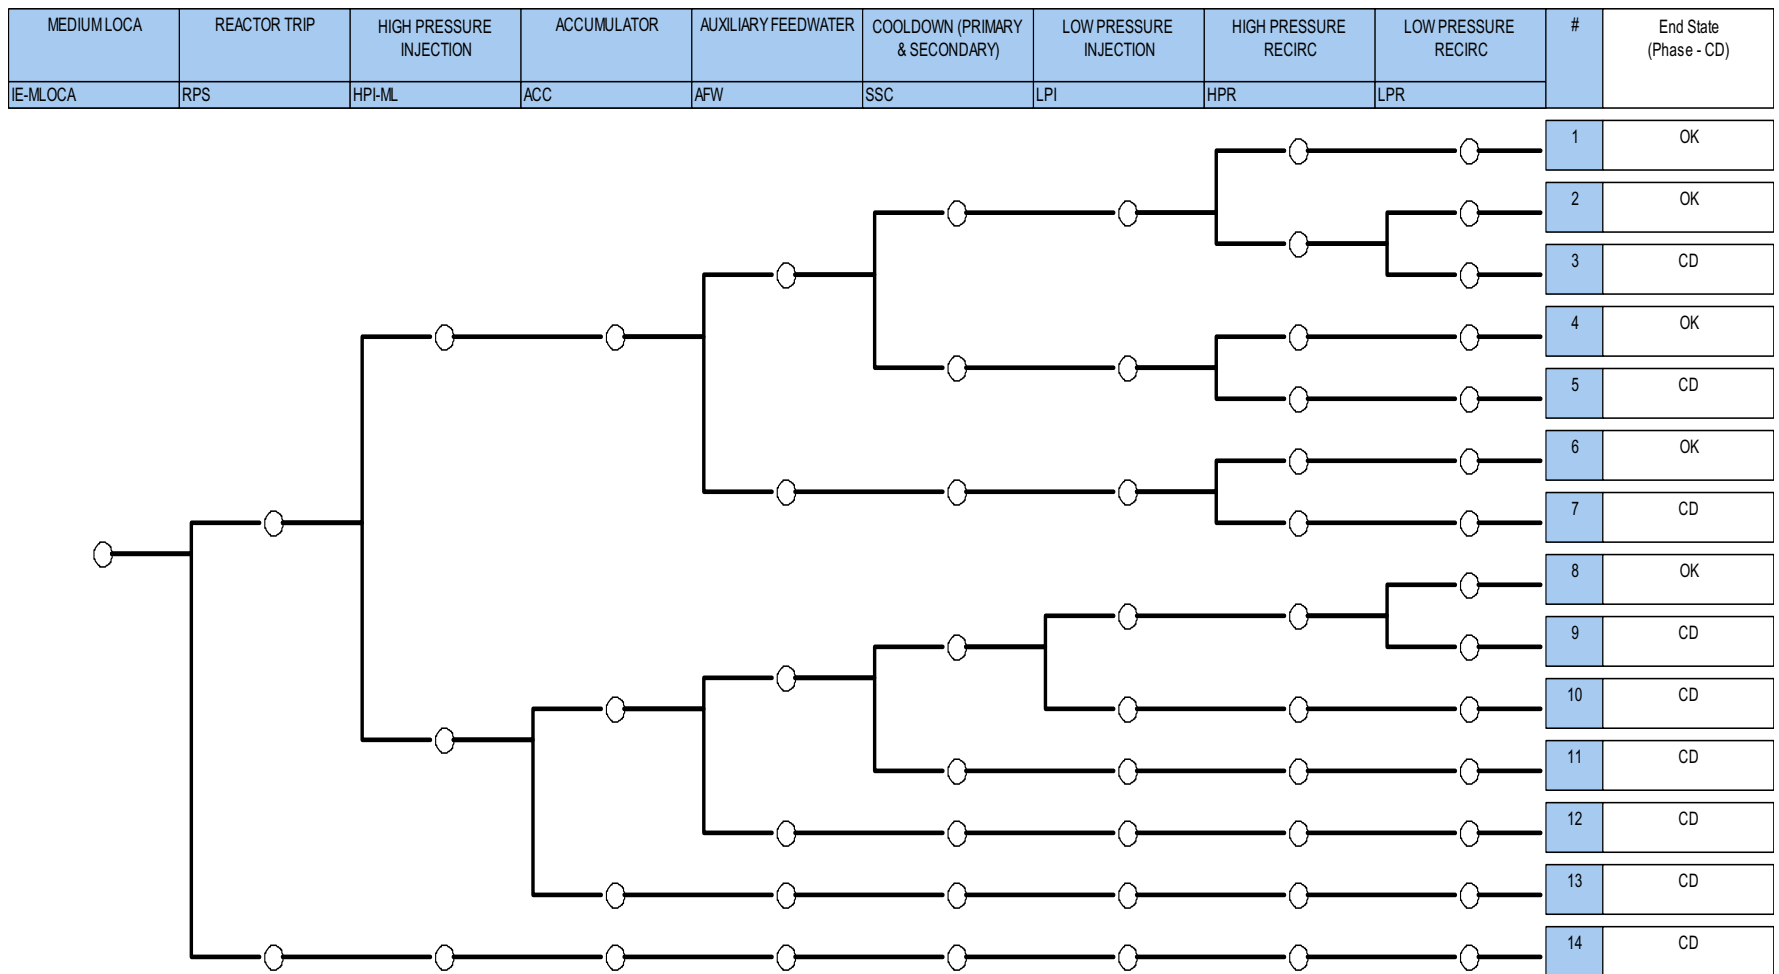 MEDIUM LOCA
REACTOR TRIP
HIGH PRESSURE
INJECTION
ACCUMULATOR
AUXILIARY FEEDWATER
COOLDOWN (PRIMARY
& SECONDARY)
LOW PRESSURE
INJECTION
HIGH PRESSURE
RECIRC
LOW PRESSURE
RECIRC
#
End State
(Phase - CD)
IE-MLOCA
RPS
HPI-ML
ACC
AFW
SSC
LPI
HPR
LPR
1 OK
2 OK
3 CD
4 OK
5 CD
6 OK
7 CD
8 OK
9 CD
10 CD
11 CD
12 CD
13 CD
14 CD